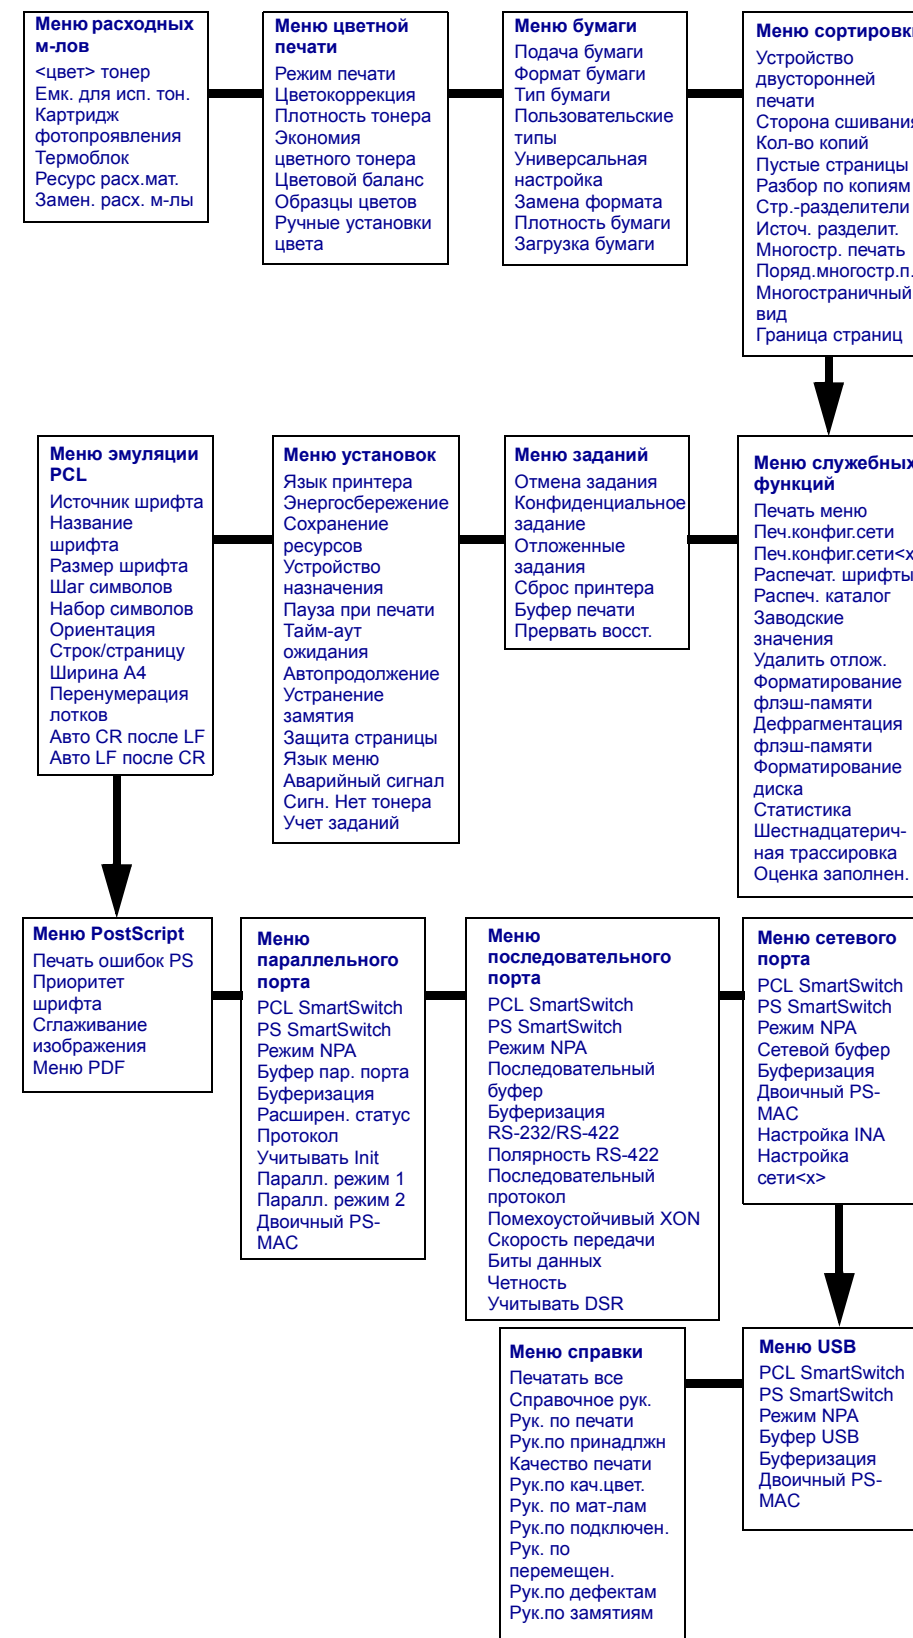 Меню расходных
м-лов
<цвет> тонер
Емк. для исп. тон.
Картридж
фотопроявления
Термоблок
Ресурс расх.мат.
Замен. расх. м-лы
Меню цветной
печати
Режим печати
Цветокоррекция
Плотность тонера
Экономия
цветного тонера
Цветовой баланс
Образцы цветов
Ручные установки
цвета
Меню бумаги
Подача бумаги
Формат бумаги
Тип бумаги
Пользовательские
типы
Универсальная
настройка
Замена формата
Плотность бумаги
Загрузка бумаги
Меню сортировки
Устройство
двусторонней
печати
Сторона сшивания
Кол-во копий
Пустые страницы
Разбор по копиям
Стр.-разделители
Источ. разделит.
Многостр. печать
Поряд.многостр.п.
Многостраничный
вид
Граница страниц
Меню эмуляции
PCL
Источник шрифта
Название
шрифта
Размер шрифта
Шаг символов
Набор символов
Ориентация
Строк/страницу
Ширина A4
Перенумерация
лотков
Авто CR после LF
Авто LF после CR
Меню установок
Язык принтера
Энергосбережение
Сохранение
ресурсов
Устройство
назначения
Пауза при печати
Тайм-аут
ожидания
Автопродолжение
Устранение
замятия
Защита страницы
Язык меню
Аварийный сигнал
Сигн. Нет тонера
Учет заданий
Меню заданий
Отмена задания
Конфиденциальное
задание
Отложенные
задания
Сброс принтера
Буфер печати
Прервать восст.
Меню служебных
функций
Печать меню
Печ.конфиг.сети
Печ.конфиг.сети<x
Распечат. шрифты
Распеч. каталог
Заводские
значения
Удалить отлож.
Форматирование
флэш-памяти
Дефрагментация
флэш-памяти
Форматирование
диска
Статистика
Шестнадцатерич-
ная трассировка
Оценка заполнен.
Меню PostScript
Печать ошибок PS
Приоритет
шрифта
Сглаживание
изображения
Меню PDF
Меню
параллельного
порта
PCL SmartSwitch
PS SmartSwitch
Режим NPA
Буфер пар. порта
Буферизация
Расширен. статус
Протокол
Учитывать Init
Паралл. режим 1
Паралл. режим 2
Двоичный PS-
MAC
Меню
последовательного
порта
PCL SmartSwitch
PS SmartSwitch
Режим NPA
Последовательный
буфер
Буферизация
RS-232/RS-422
Полярность RS-422
Последовательный
протокол
Помехоустойчивый XON
Скорость передачи
Биты данных
Четность
Учитывать DSR
Меню сетевого
порта
PCL SmartSwitch
PS SmartSwitch
Режим NPA
Сетевой буфер
Буферизация
Двоичный PS-
MAC
Настройка INA
Настройка
сети<x>
Меню справки
Печатать все
Справочное рук.
Рук. по печати
Рук.по принадлжн
Качество печати
Рук.по кач.цвет.
Рук. по мат-лам
Рук.по подключен.
Рук. по
перемещен.
Рук.по дефектам
Рук.по замятиям
Меню USB
PCL SmartSwitch
PS SmartSwitch
Режим NPA
Буфер USB
Буферизация
Двоичный PS-
MAC